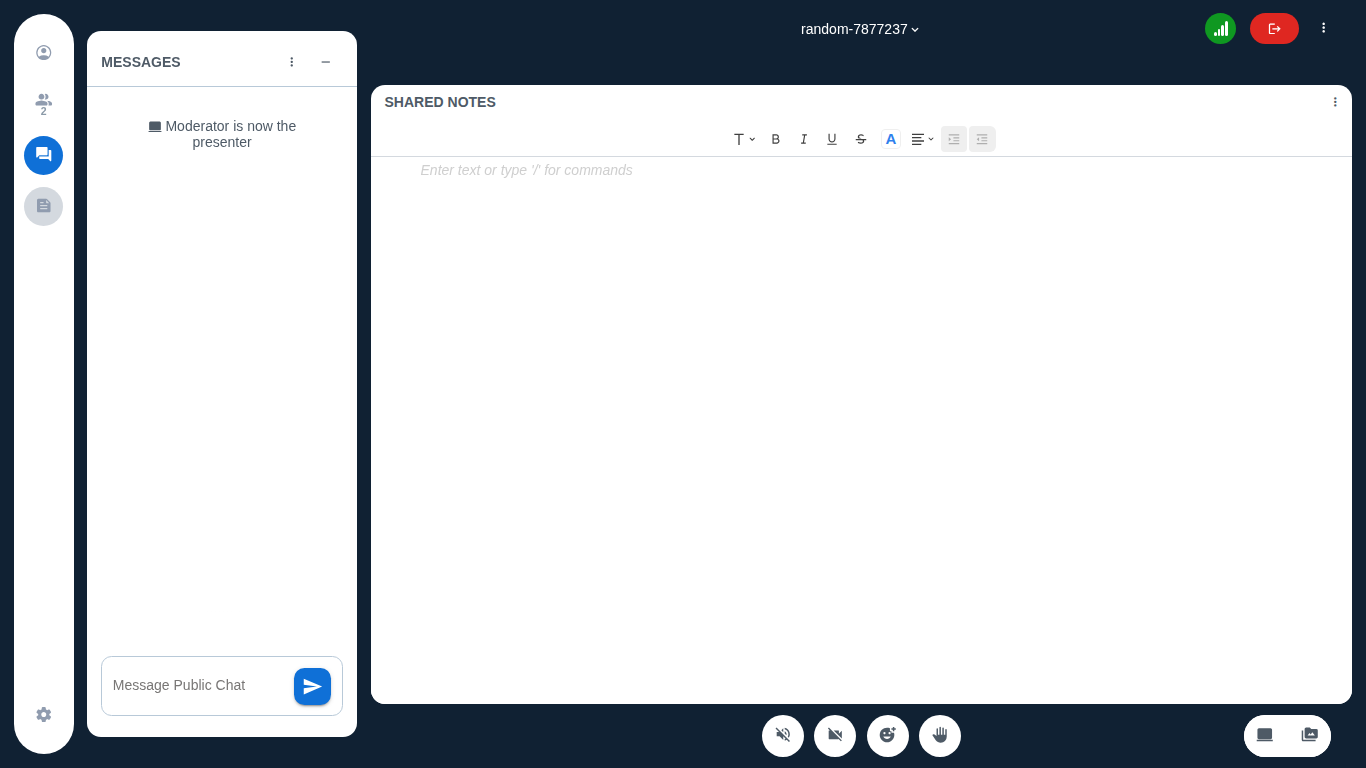 random-7877237
MESSAGES
2
Moderator is now the
presenter
Message Public Chat
SHARED NOTES
A
Enter text or type '/' for commands